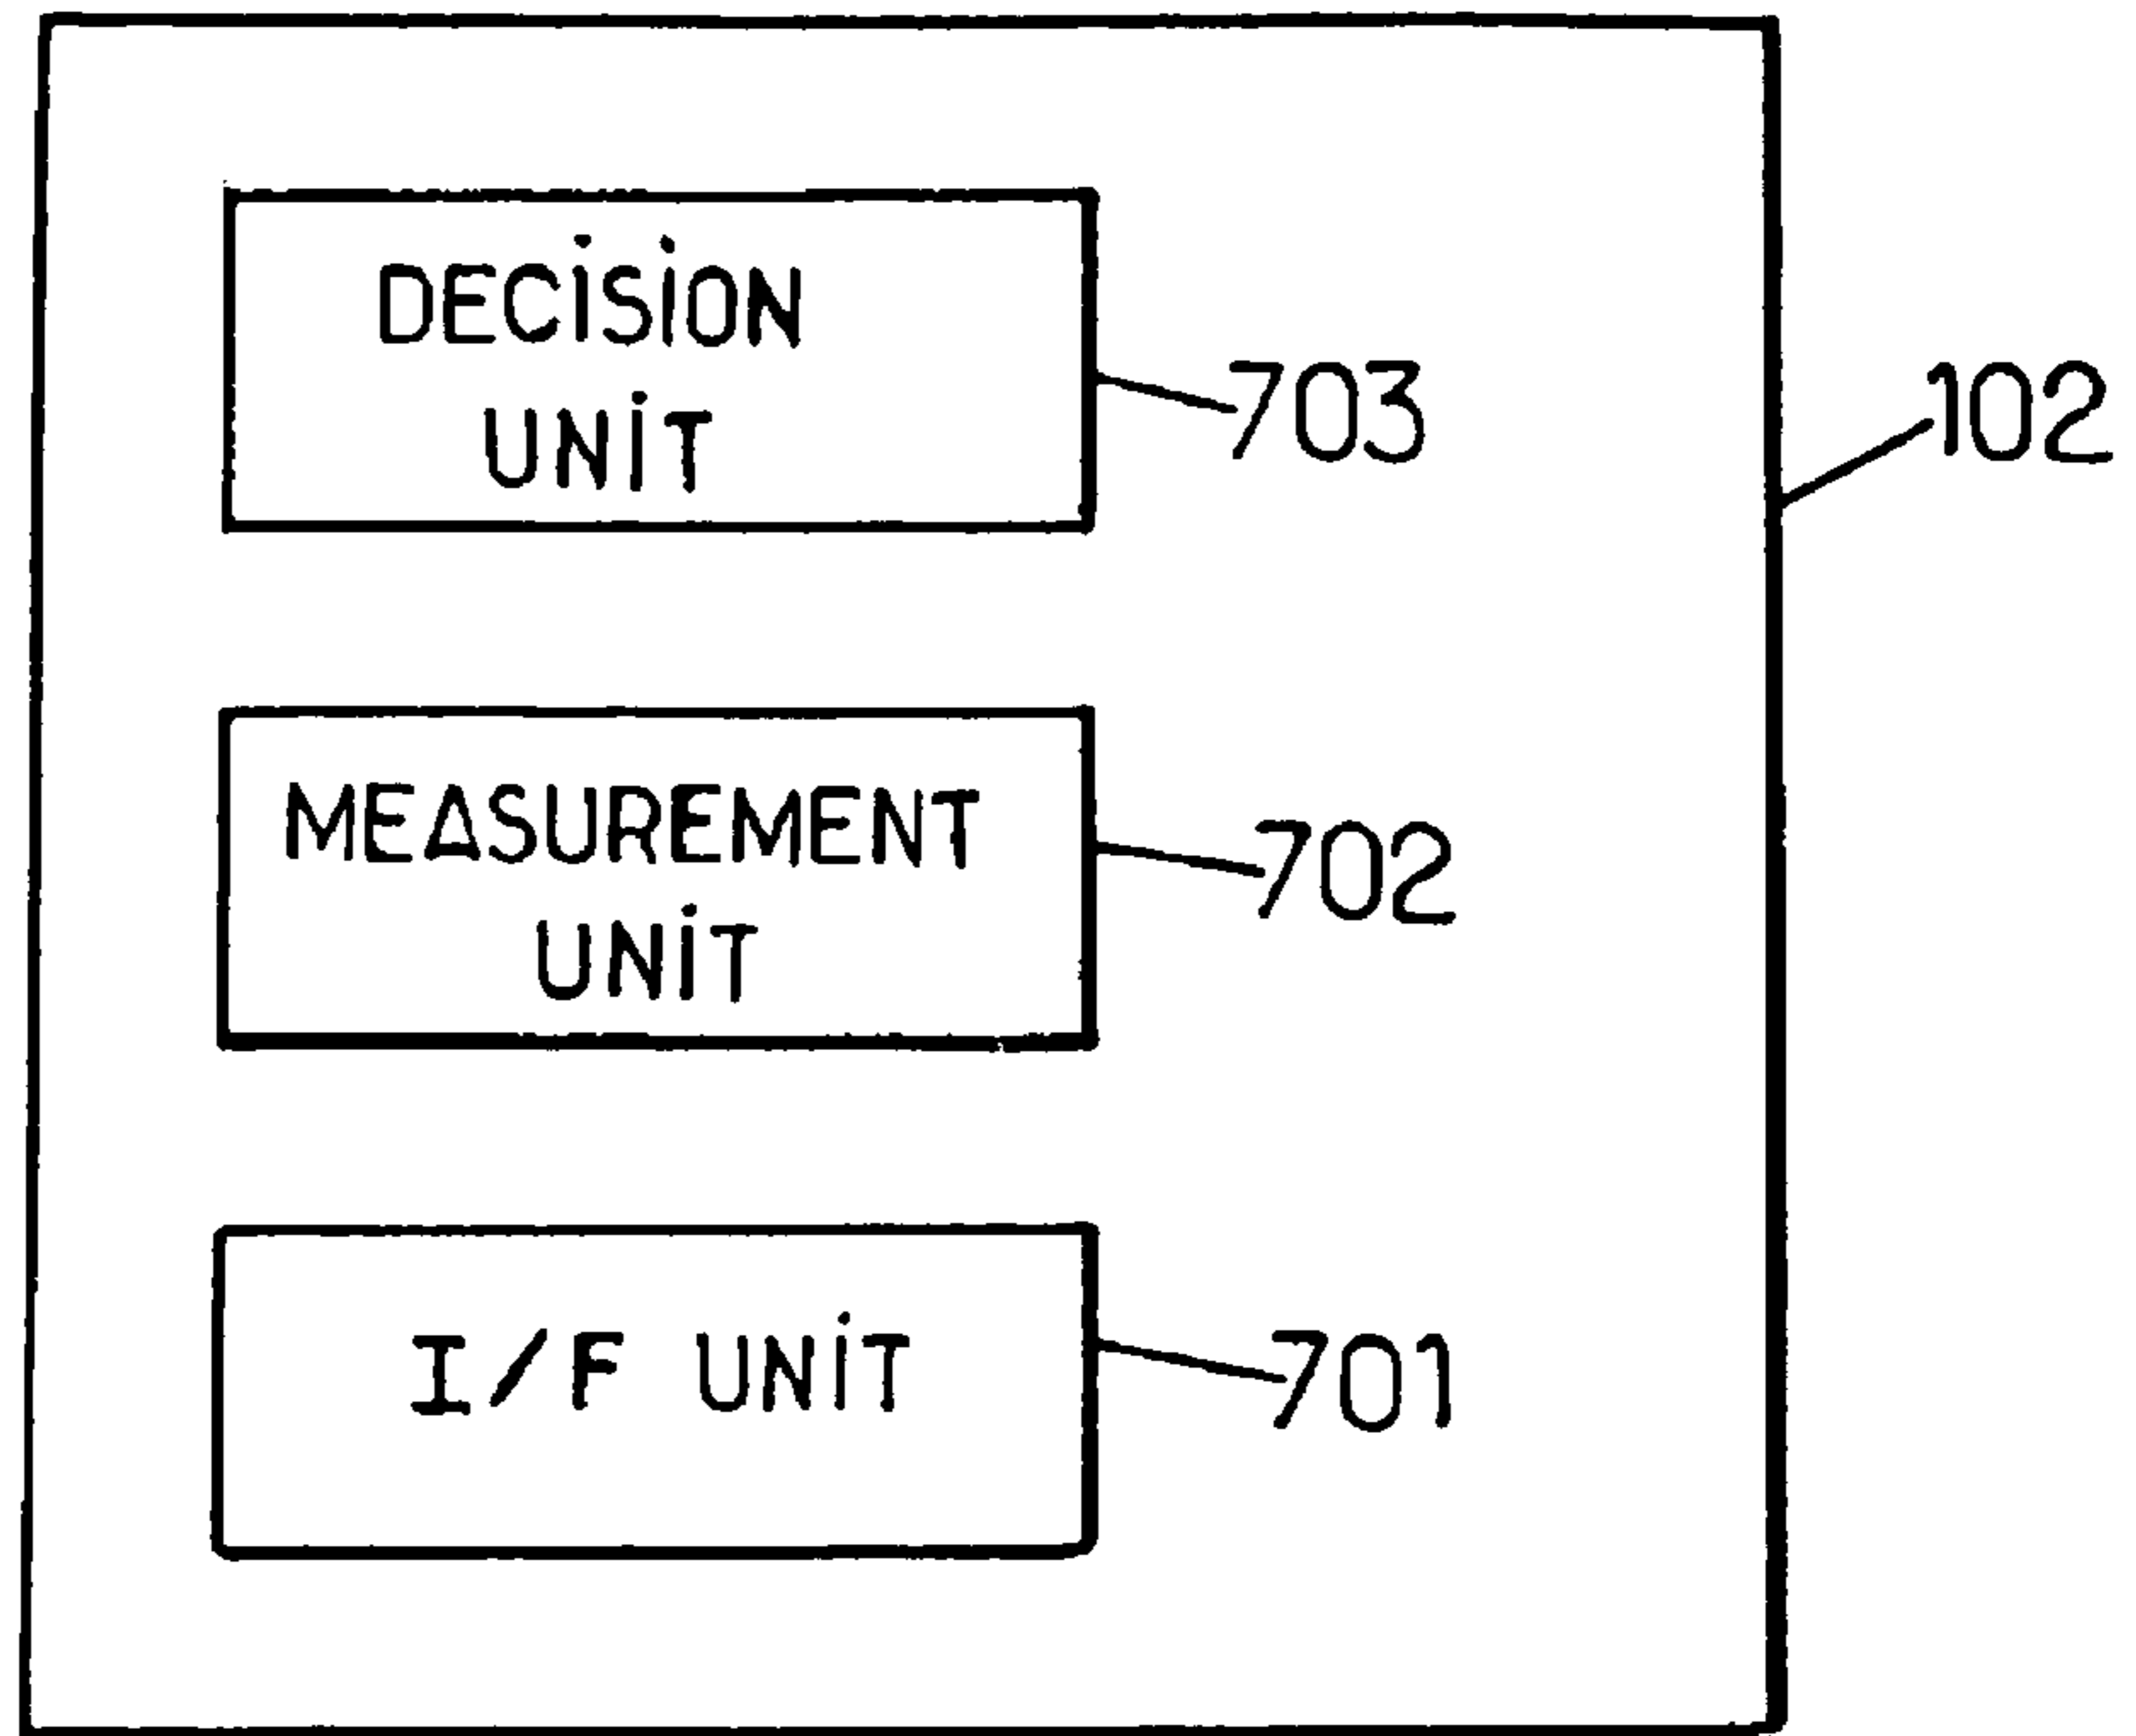 DECiSiON
UNiT
703
102
MEASUREMENT
UNiT
702
I/F UNiT
701